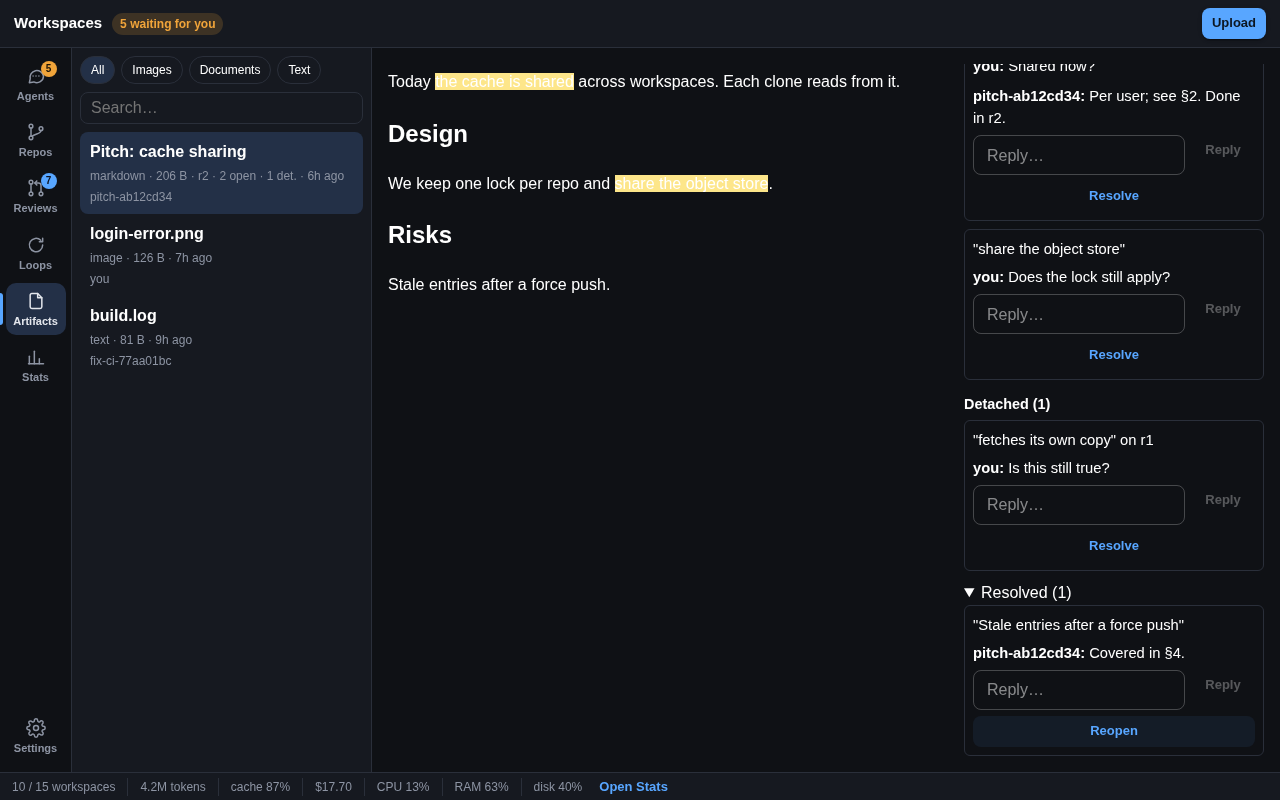 Workspaces
5 waiting for you
Upload
5
Agents
Repos
7
Reviews
Loops
Artifacts
Stats
Settings
All
Images
Documents
Text
Search…
Pitch: cache sharing
markdown · 206 B · r2 · 2 open · 1 det. · 6h ago
pitch-ab12cd34
login-error.png
image · 126 B · 7h ago
you
build.log
text · 81 B · 9h ago
fix-ci-77aa01bc
Today the cache is shared across workspaces. Each clone reads from it.
Design
We keep one lock per repo and share the object store.
Risks
Stale entries after a force push.
you: Shared how?
pitch-ab12cd34: Per user; see §2. Done
in r2.
Reply…
Reply
Resolve
"share the object store"
you: Does the lock still apply?
Reply…
Reply
Resolve
Detached (1)
"fetches its own copy" on r1
you: Is this still true?
Reply…
Reply
Resolve
▼ Resolved (1)
"Stale entries after a force push"
pitch-ab12cd34: Covered in §4.
Reply…
Reply
Reopen
10 / 15 workspaces
4.2M tokens
cache 87%
$17.70
CPU 13%
RAM 63%
disk 40%
Open Stats